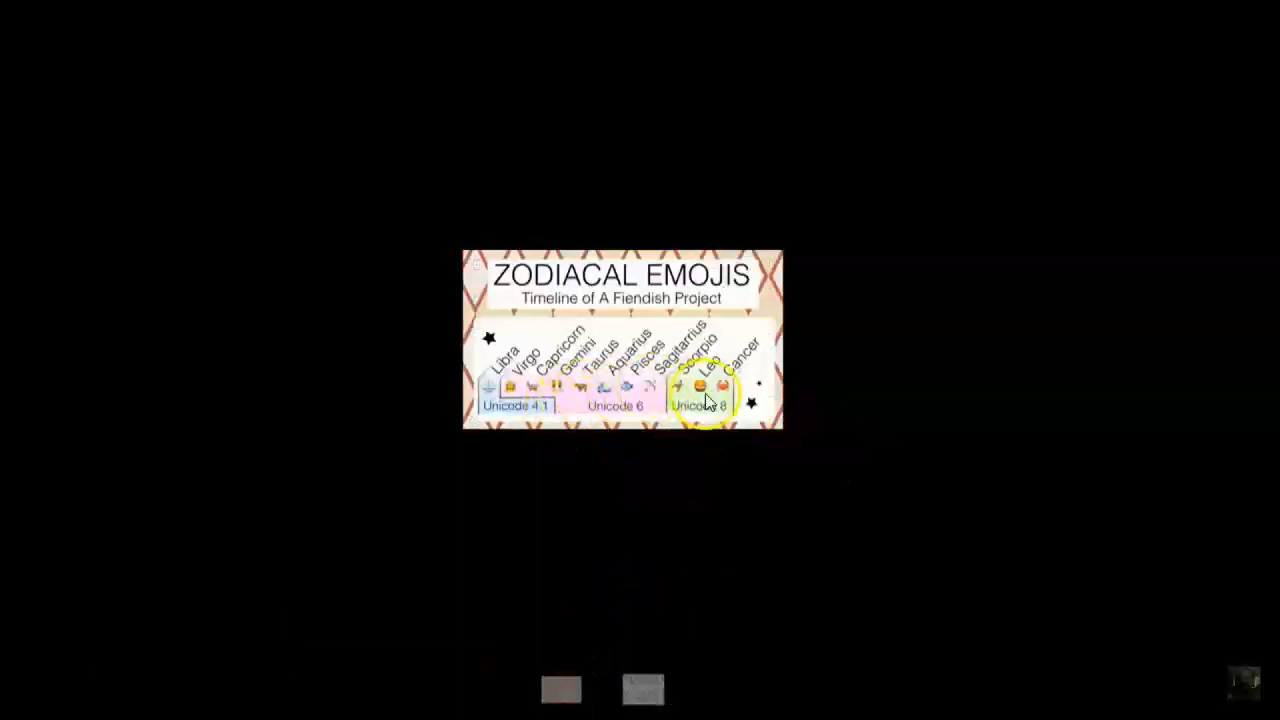 ZODIACAL EMOJIS
Timeline of A Fiendish Project
Libra
Virgo
Capricorn
Gemini
Taurus
Aquarius
Pisces
Sagitarrius
Scorpio
Leo
Cancer
Unicode 4.1
Unicode 6
Unicode 8